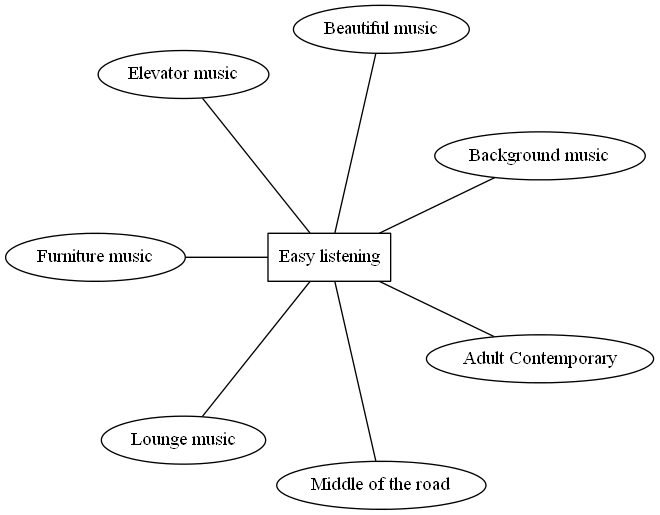 Beautiful music
Elevator music
Background music
Furniture music
Easy listening
Adult Contemporary
Lounge music
Middle of the road